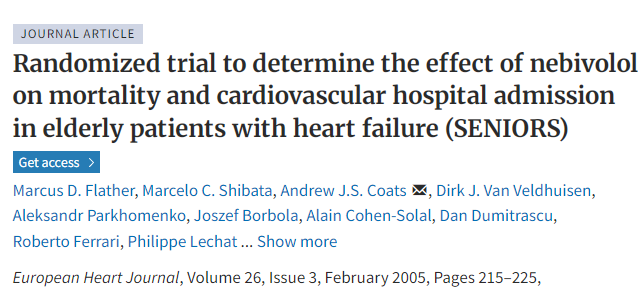 JOURNAL ARTICLE
Randomized trial to determine the effect of nebivolol
on mortality and cardiovascular hospital admission
in elderly patients with heart failure (SENIORS)
Get access >
Marcus D. Flather, Marcelo C. Shibata, Andrew J.S. Coats ✉, Dirk J. Van Veldhuisen,
Aleksandr Parkhomenko, Joszef Borbola, Alain Cohen-Solal, Dan Dumitrascu,
Roberto Ferrari, Philippe Lechat ... Show more
European Heart Journal, Volume 26, Issue 3, February 2005, Pages 215–225,